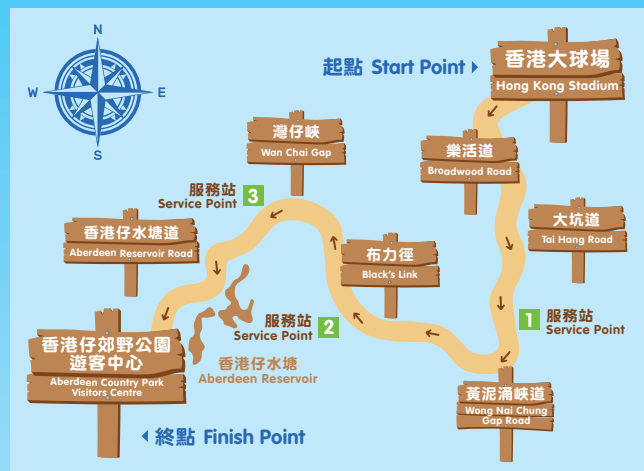 N
W
E
S
起點 Start Point
香港大球場
Hong Kong Stadium
灣仔峽
Wan Chai Gap
樂活道
Broadwood Road
服務站
Service Point
3
香港仔水塘道
Aberdeen Reservoir Road
大坑道
Tai Hang Road
布力徑
Black's Link
服務站
Service Point
2
1
服務站
Service Point
香港仔郊野公園
遊客中心
Aberdeen Country Park
Visitors Centre
香港仔水塘
Aberdeen Reservoir
黃泥涌峽道
Wong Nai Chung
Gap Road
終點 Finish Point